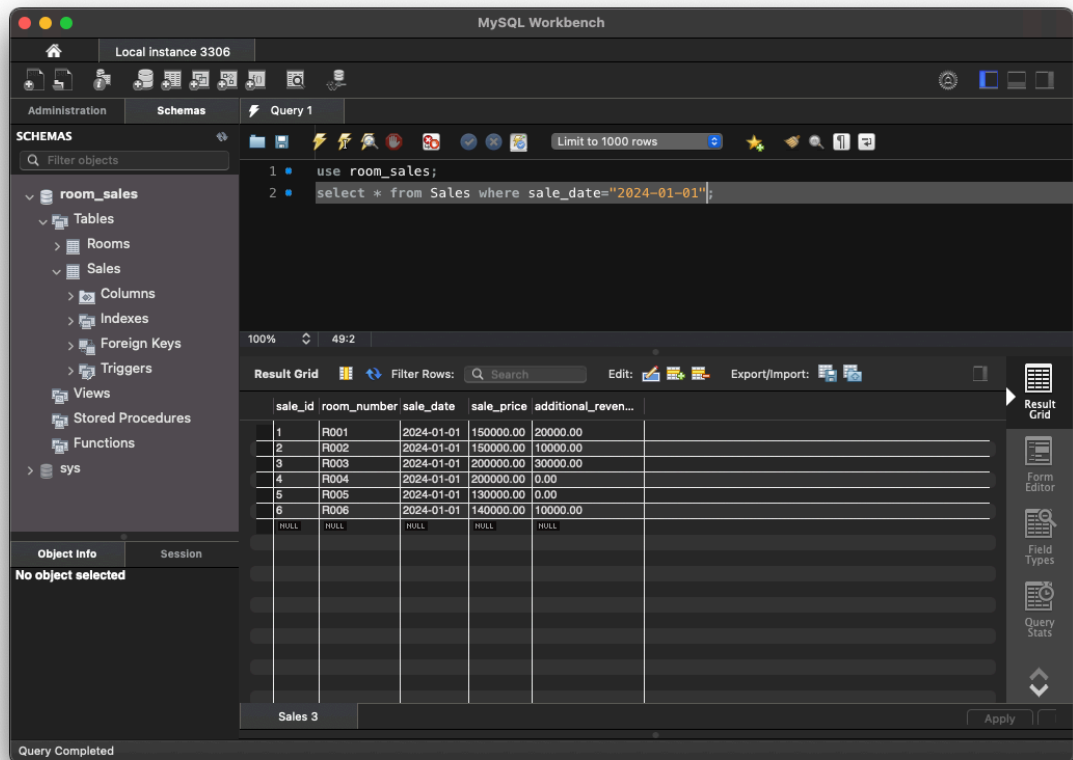 MySQL Workbench
Local instance 3306
Administration Schemas Query 1
SCHEMAS
Filter objects
Limit to 1000 rows
room_sales
Tables
Rooms
Sales
Columns
Indexes
Foreign Keys
Triggers
Views
Stored Procedures
Functions
sys
1 use room_sales;
2 select * from Sales where sale_date="2024-01-01";
100% 49:2
Result Grid Filter Rows: Search Edit: Export/Import:
sale_id room_number sale_date sale_price additional_reven...
1 R001 2024-01-01 150000.00 20000.00
2 R002 2024-01-01 150000.00 10000.00
3 R003 2024-01-01 200000.00 30000.00
4 R004 2024-01-01 200000.00 0.00
5 R005 2024-01-01 130000.00 0.00
6 R006 2024-01-01 140000.00 10000.00
NULL NULL NULL NULL NULL
Result
Grid
Form
Editor
Field
Types
Query
Stats
Object Info Session
No object selected
Sales 3
Apply
Query Completed